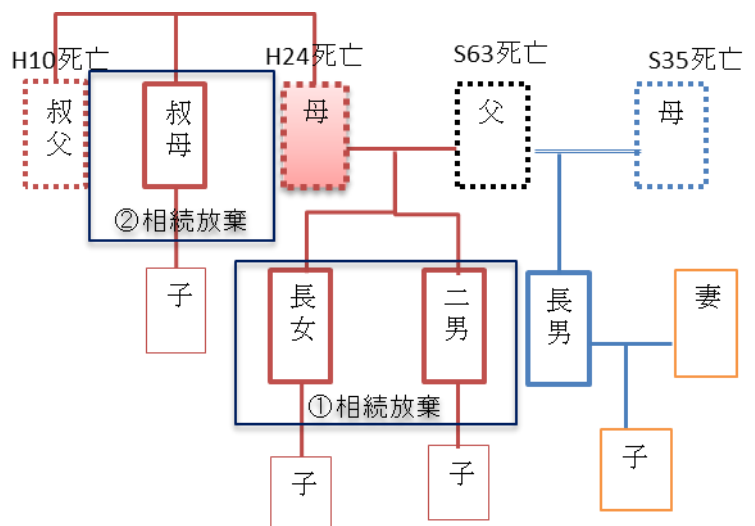 H10死亡
H24死亡
S63死亡
S35死亡
叔父
叔母
母
父
母
②相続放棄
子
長女
二男
長男
妻
①相続放棄
子
子
子